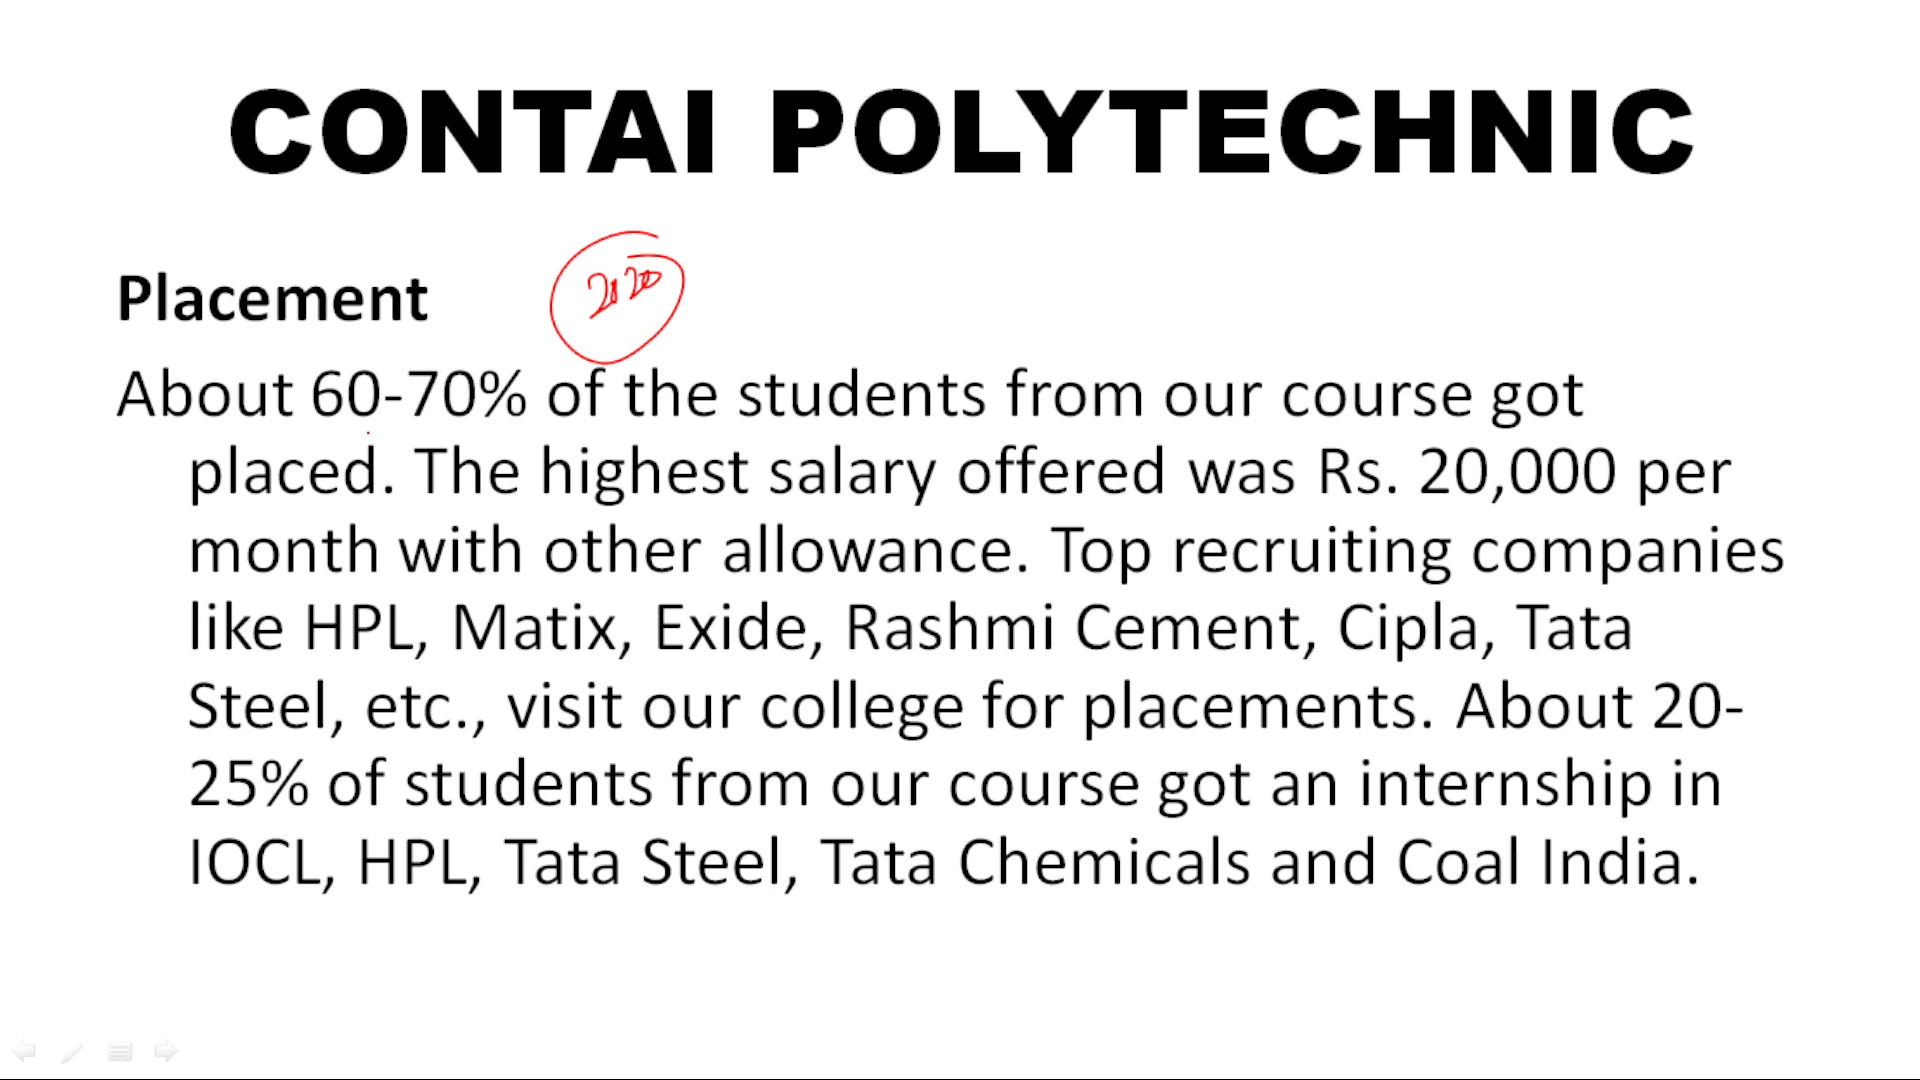 CONTAI POLYTECHNIC
Placement
2020
About 60-70% of the students from our course got
placed. The highest salary offered was Rs. 20,000 per
month with other allowance. Top recruiting companies
like HPL, Matix, Exide, Rashmi Cement, Cipla, Tata
Steel, etc., visit our college for placements. About 20-
25% of students from our course got an internship in
IOCL, HPL, Tata Steel, Tata Chemicals and Coal India.